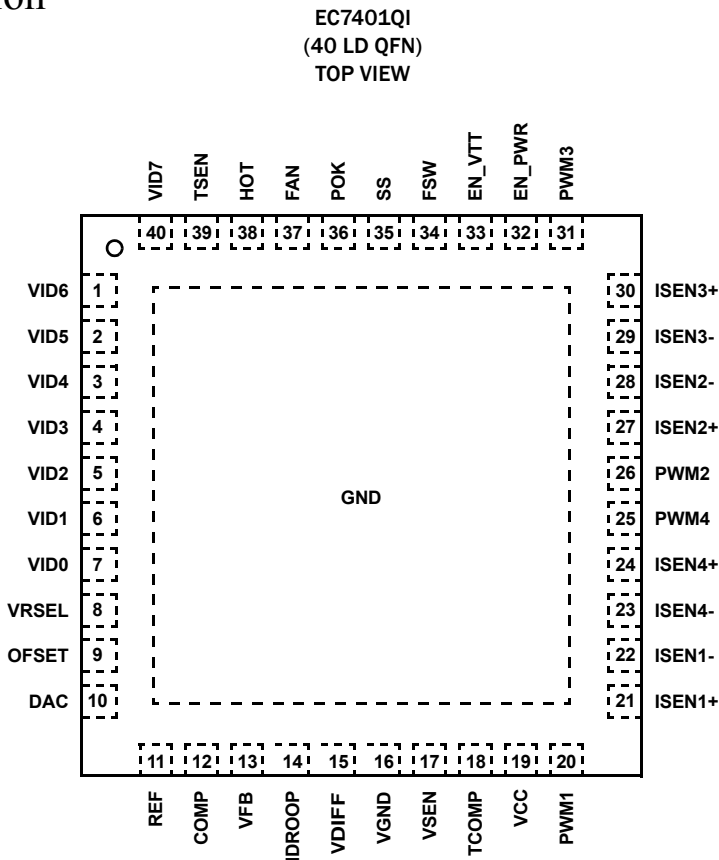 EC7401QI
(40 LD QFN)
TOP VIEW
VID7 TSEN HOT FAN POK SS FSW EN_VTT EN_PWR PWM3
40 39 38 37 36 35 34 33 32 31
VID6 1 30 ISEN3+
VID5 2 29 ISEN3-
VID4 3 28 ISEN2-
VID3 4 27 ISEN2+
VID2 5 26 PWM2
GND
VID1 6 25 PWM4
VID0 7 24 ISEN4+
VRSEL 8 23 ISEN4-
OFSET 9 22 ISEN1-
DAC 10 21 ISEN1+
11 12 13 14 15 16 17 18 19 20
REF COMP VFB IDROOP VDIFF VGND VSEN TCOMP VCC PWM1